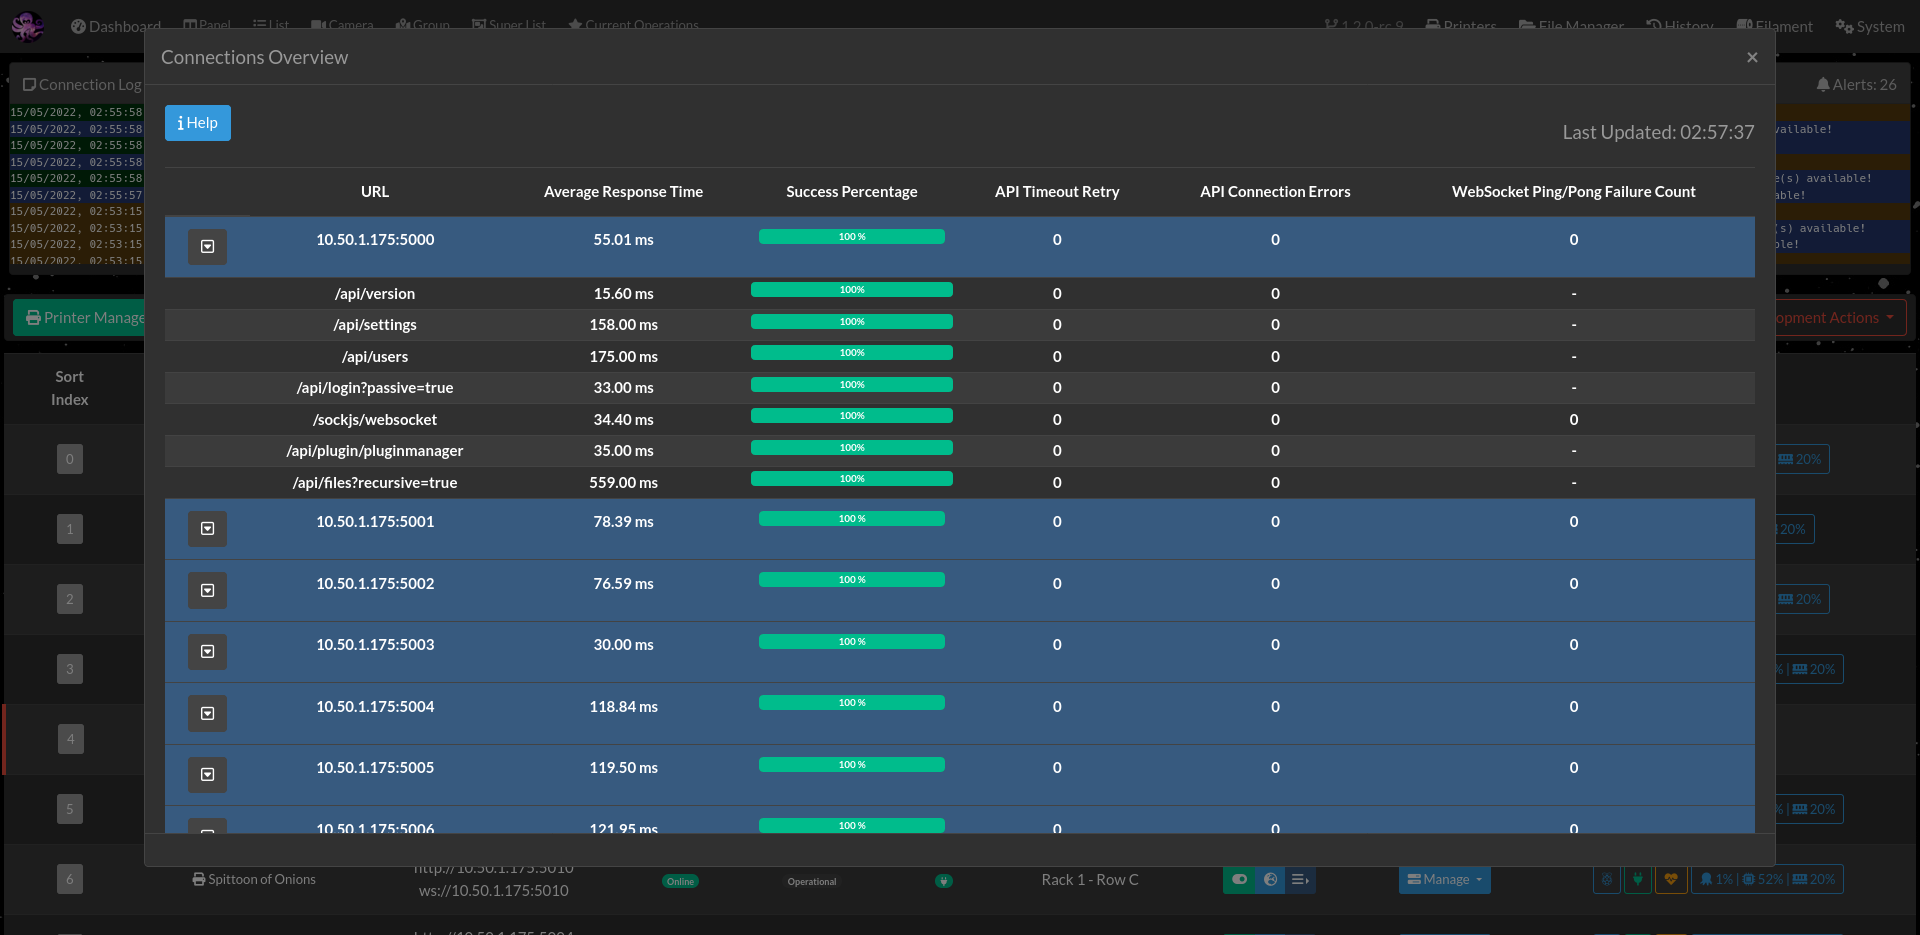 Dashboard Panel List Camera Group Super List Current Operations 1.2.0-rc.9 Printers File Manager History Filament System
Connections Overview ×
Connection Log
Alerts: 26
Help
Last Updated: 02:57:37
15/05/2022, 02:55:58
15/05/2022, 02:55:58
15/05/2022, 02:55:58
15/05/2022, 02:55:58
15/05/2022, 02:55:58
15/05/2022, 02:55:57
15/05/2022, 02:53:15
15/05/2022, 02:53:15
15/05/2022, 02:53:15
15/05/2022, 02:53:15
vailable!
e(s) available!
able!
(s) available!
ble!
URL Average Response Time Success Percentage API Timeout Retry API Connection Errors WebSocket Ping/Pong Failure Count
10.50.1.175:5000 55.01 ms 100 % 0 0 0
/api/version 15.60 ms 100% 0 0 -
/api/settings 158.00 ms 100% 0 0 -
/api/users 175.00 ms 100% 0 0 -
/api/login?passive=true 33.00 ms 100% 0 0 -
/sockjs/websocket 34.40 ms 100% 0 0 0
/api/plugin/pluginmanager 35.00 ms 100% 0 0 -
/api/files?recursive=true 559.00 ms 100% 0 0 -
10.50.1.175:5001 78.39 ms 100 % 0 0 0
10.50.1.175:5002 76.59 ms 100 % 0 0 0
10.50.1.175:5003 30.00 ms 100 % 0 0 0
10.50.1.175:5004 118.84 ms 100 % 0 0 0
10.50.1.175:5005 119.50 ms 100 % 0 0 0
10.50.1.175:5006 121.95 ms 100 % 0 0 0
Printer Manage
opment Actions
Sort
Index
0 20%
1 20%
2 20%
3 % | 20%
4
5 % | 20%
6 Spittoon of Onions
http://10.50.1.175:5010
ws://10.50.1.175:5010
Online Operational Rack 1 - Row C Manage 1% | 52% | 20%